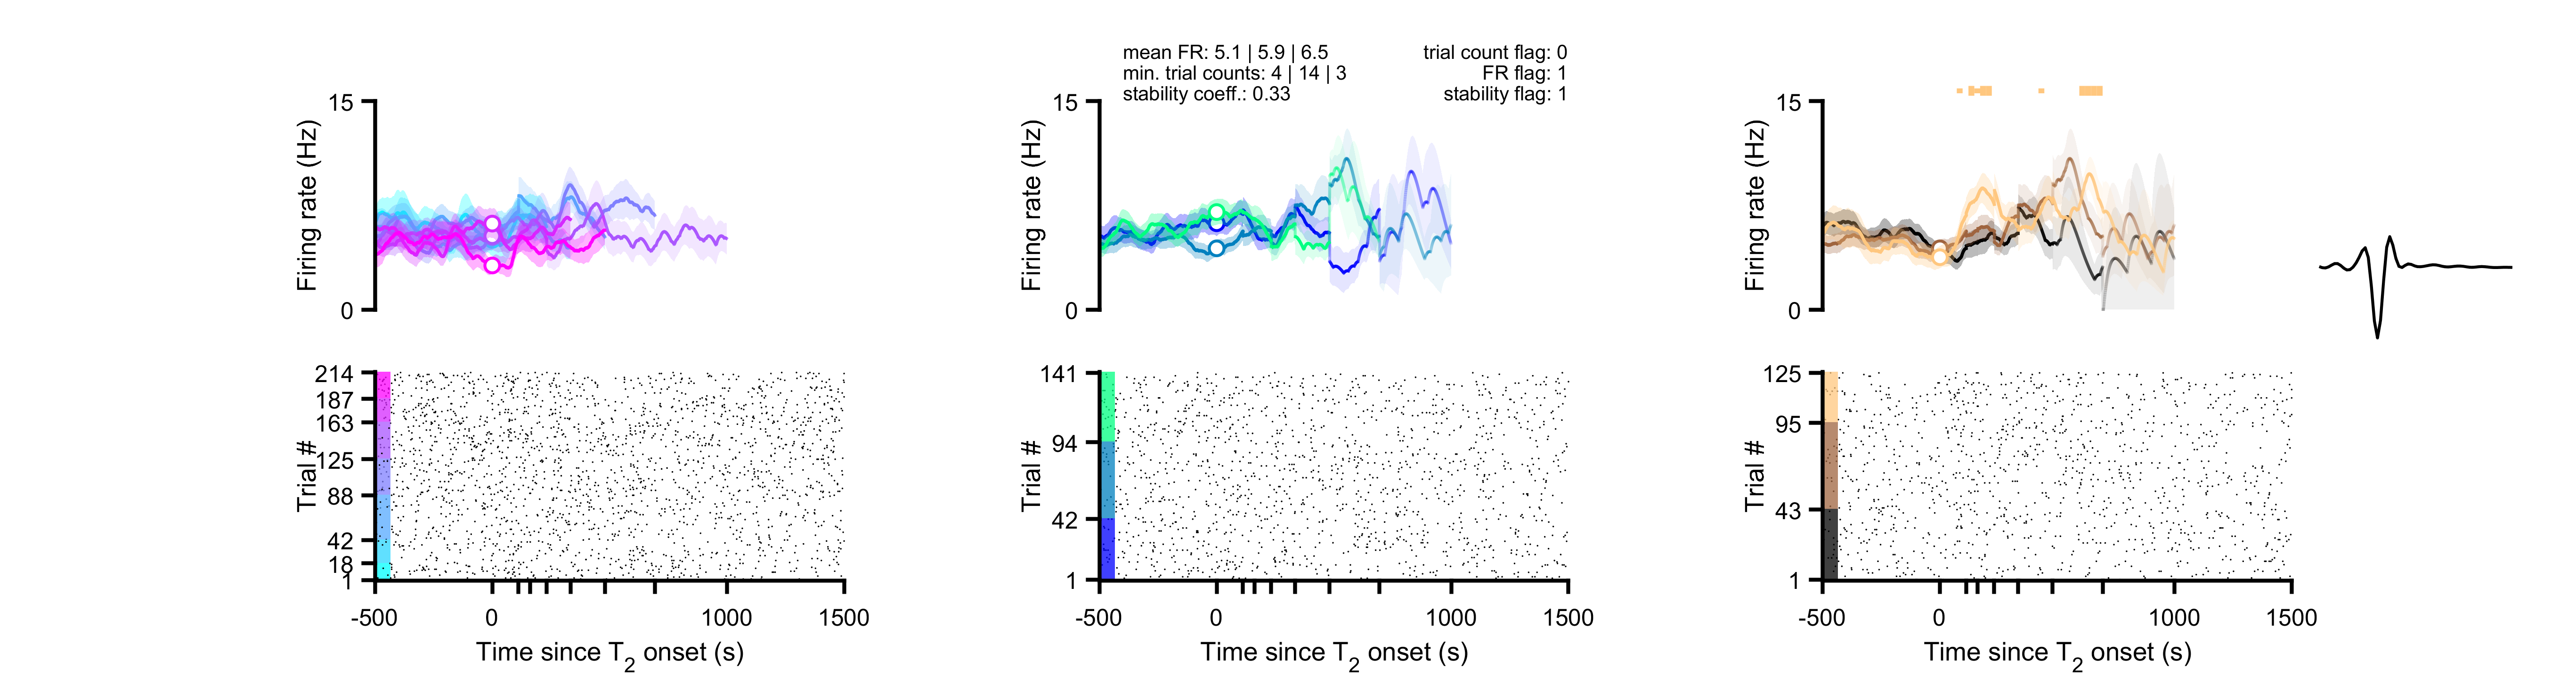 mean FR: 5.1 | 5.9 | 6.5
min. trial counts: 4 | 14 | 3
stability coeff.: 0.33
trial count flag: 0
FR flag: 1
stability flag: 1
15
Firing rate (Hz)
0
214
187
163
125
88
42
18
1
Trial #
-500 0 1000 1500
Time since T2 onset (s)
15
Firing rate (Hz)
0
141
94
42
1
Trial #
-500 0 1000 1500
Time since T2 onset (s)
15
Firing rate (Hz)
0
125
95
43
1
Trial #
-500 0 1000 1500
Time since T2 onset (s)